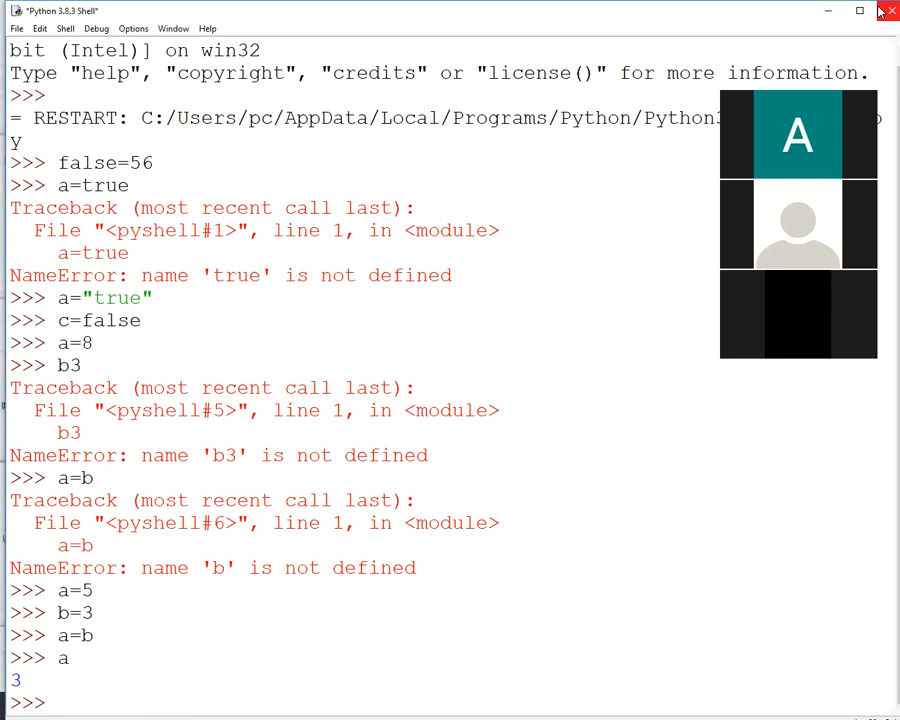 *Python 3.8.3 Shell*
File Edit Shell Debug Options Window Help
bit (Intel)] on win32
Type "help", "copyright", "credits" or "license()" for more information.
>>>
= RESTART: C:/Users/pc/AppData/Local/Programs/Python/Python3
y
>>> false=56
>>> a=true
Traceback (most recent call last):
File "<pyshell#1>", line 1, in <module>
a=true
NameError: name 'true' is not defined
>>> a="true"
>>> c=false
>>> a=8
>>> b3
Traceback (most recent call last):
File "<pyshell#5>", line 1, in <module>
b3
NameError: name 'b3' is not defined
>>> a=b
Traceback (most recent call last):
File "<pyshell#6>", line 1, in <module>
a=b
NameError: name 'b' is not defined
>>> a=5
>>> b=3
>>> a=b
>>> a
3
>>>
A